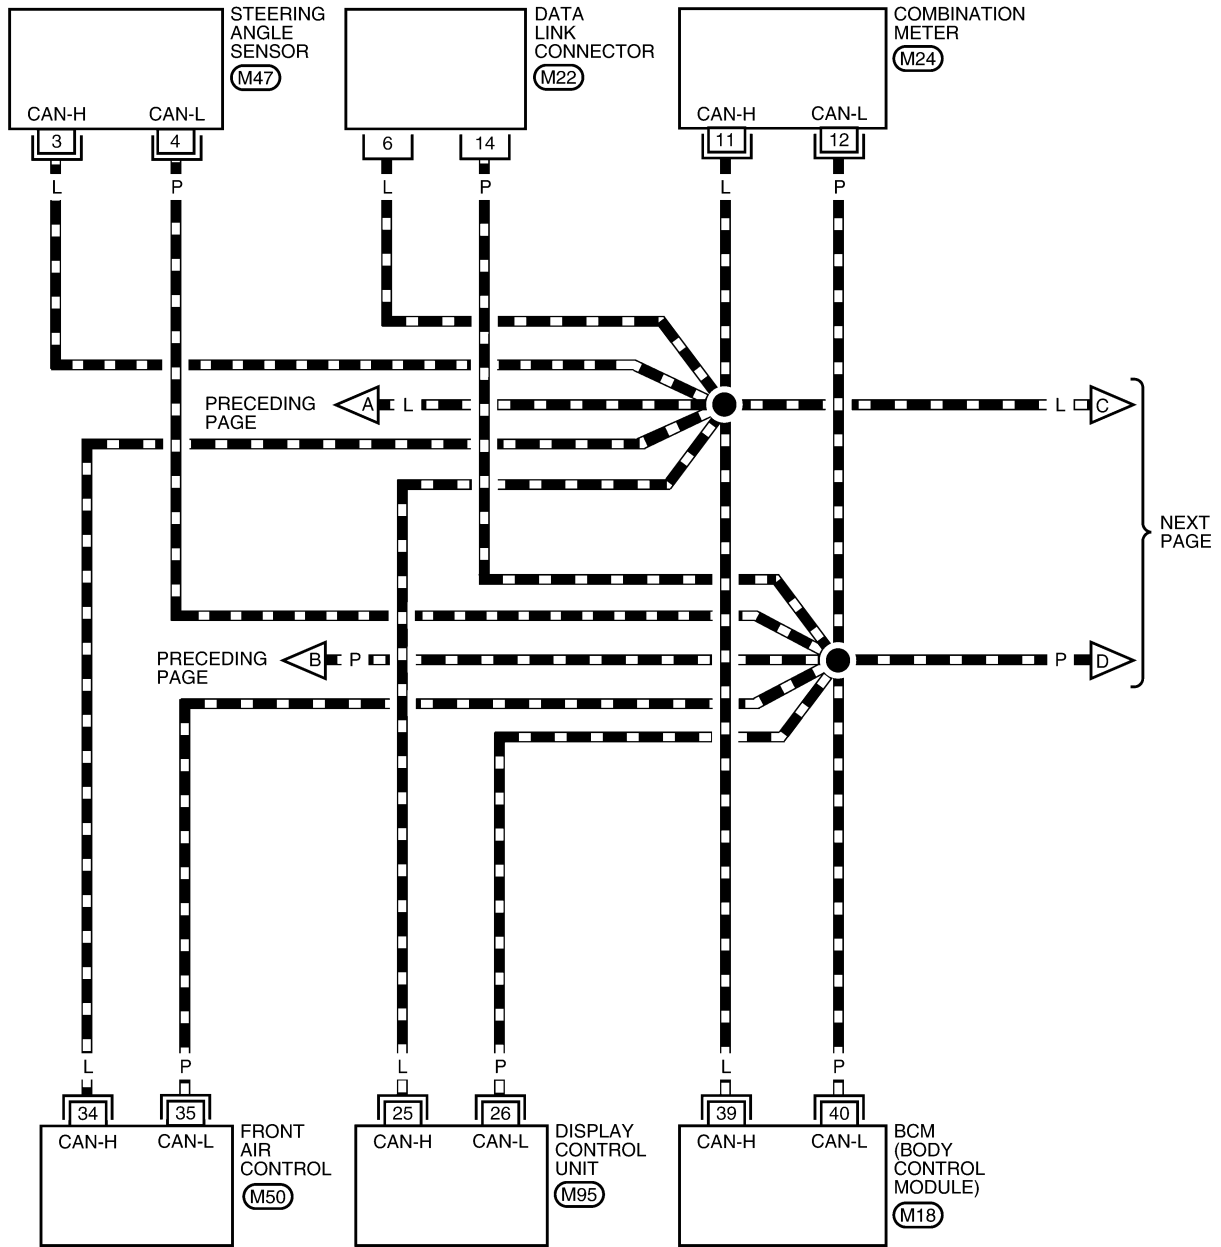 STEERING
ANGLE
SENSOR
M47
CAN-H CAN-L
3 4
L P
DATA
LINK
CONNECTOR
M22
6 14
L P
COMBINATION
METER
M24
CAN-H CAN-L
11 12
L P
PRECEDING
PAGE
A L
L C
NEXT
PAGE
PRECEDING
PAGE
B P
P D
L P
34 35
CAN-H CAN-L
FRONT
AIR
CONTROL
M50
L P
25 26
CAN-H CAN-L
DISPLAY
CONTROL
UNIT
M95
L P
39 40
CAN-H CAN-L
BCM
(BODY
CONTROL
MODULE)
M18